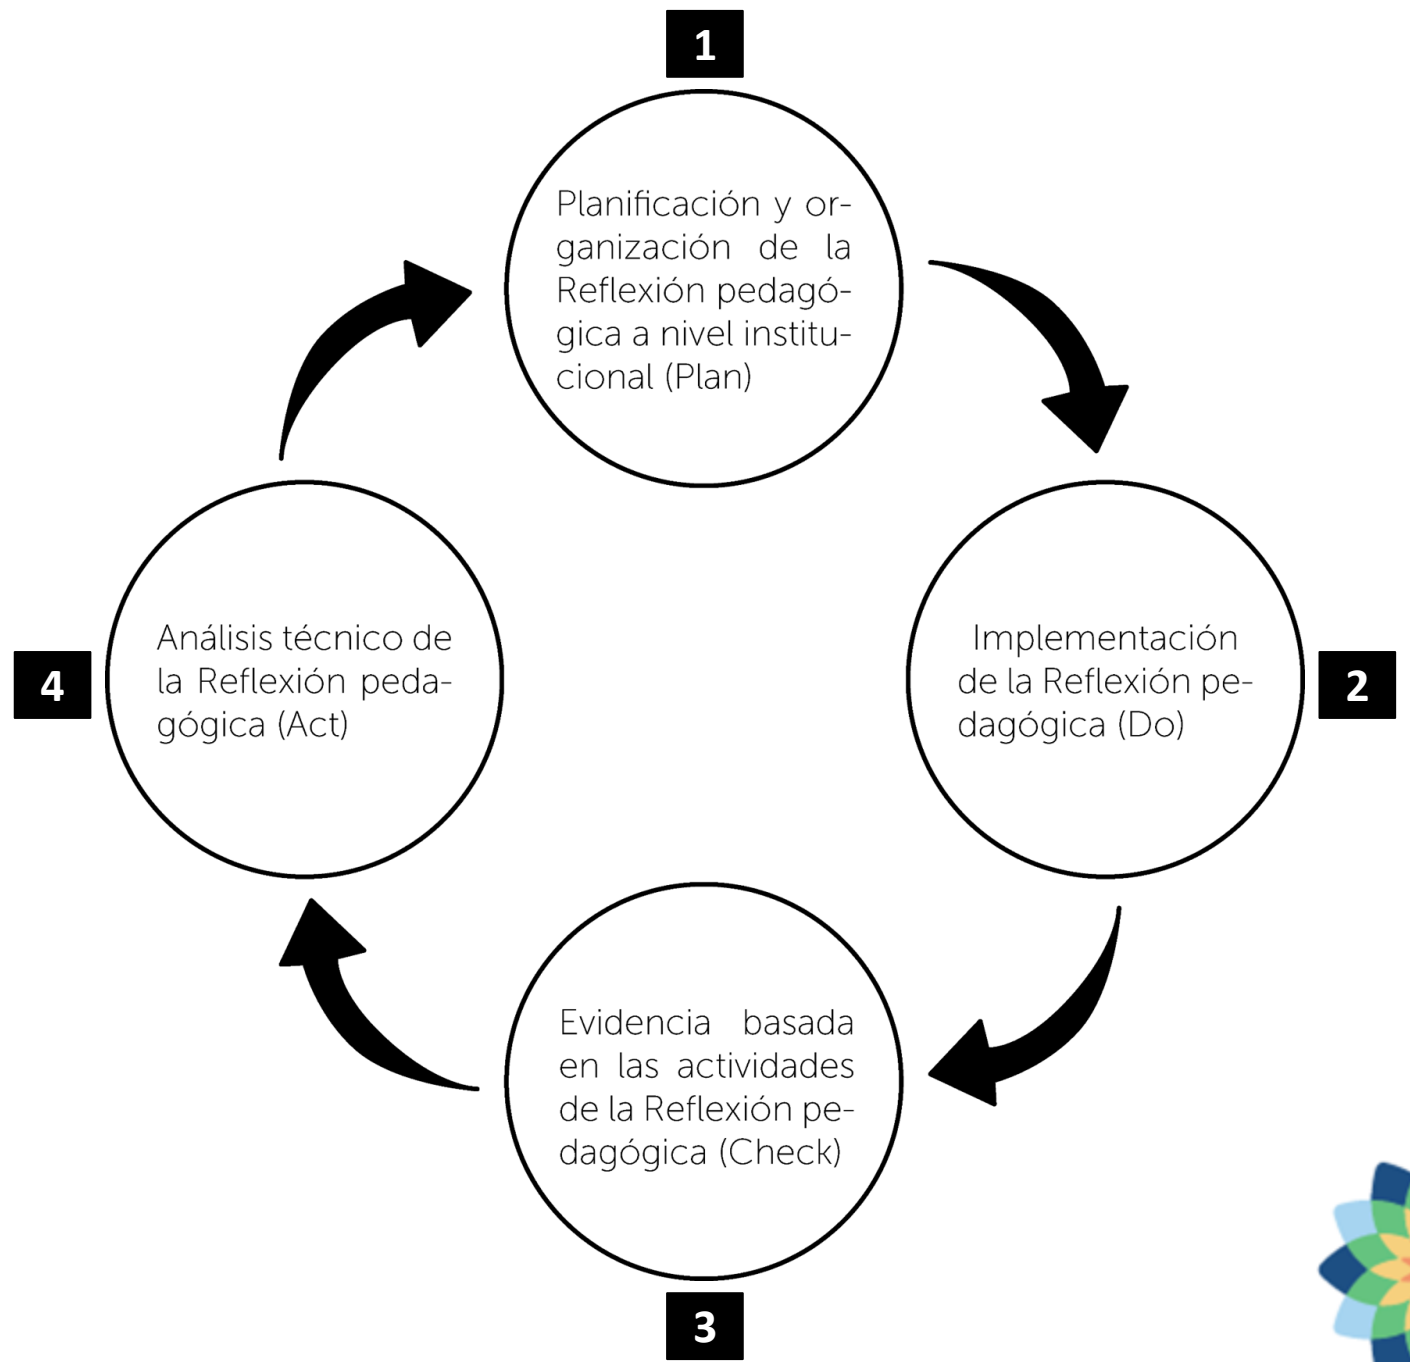 1
Planificación y or-
ganización de la
Reflexión pedagó-
gica a nivel institu-
cional (Plan)
Implementación
de la Reflexión pe-
dagógica (Do)
2
Evidencia basada
en las actividades
de la Reflexión pe-
dagógica (Check)
3
4
Análisis técnico de
la Reflexión peda-
gógica (Act)